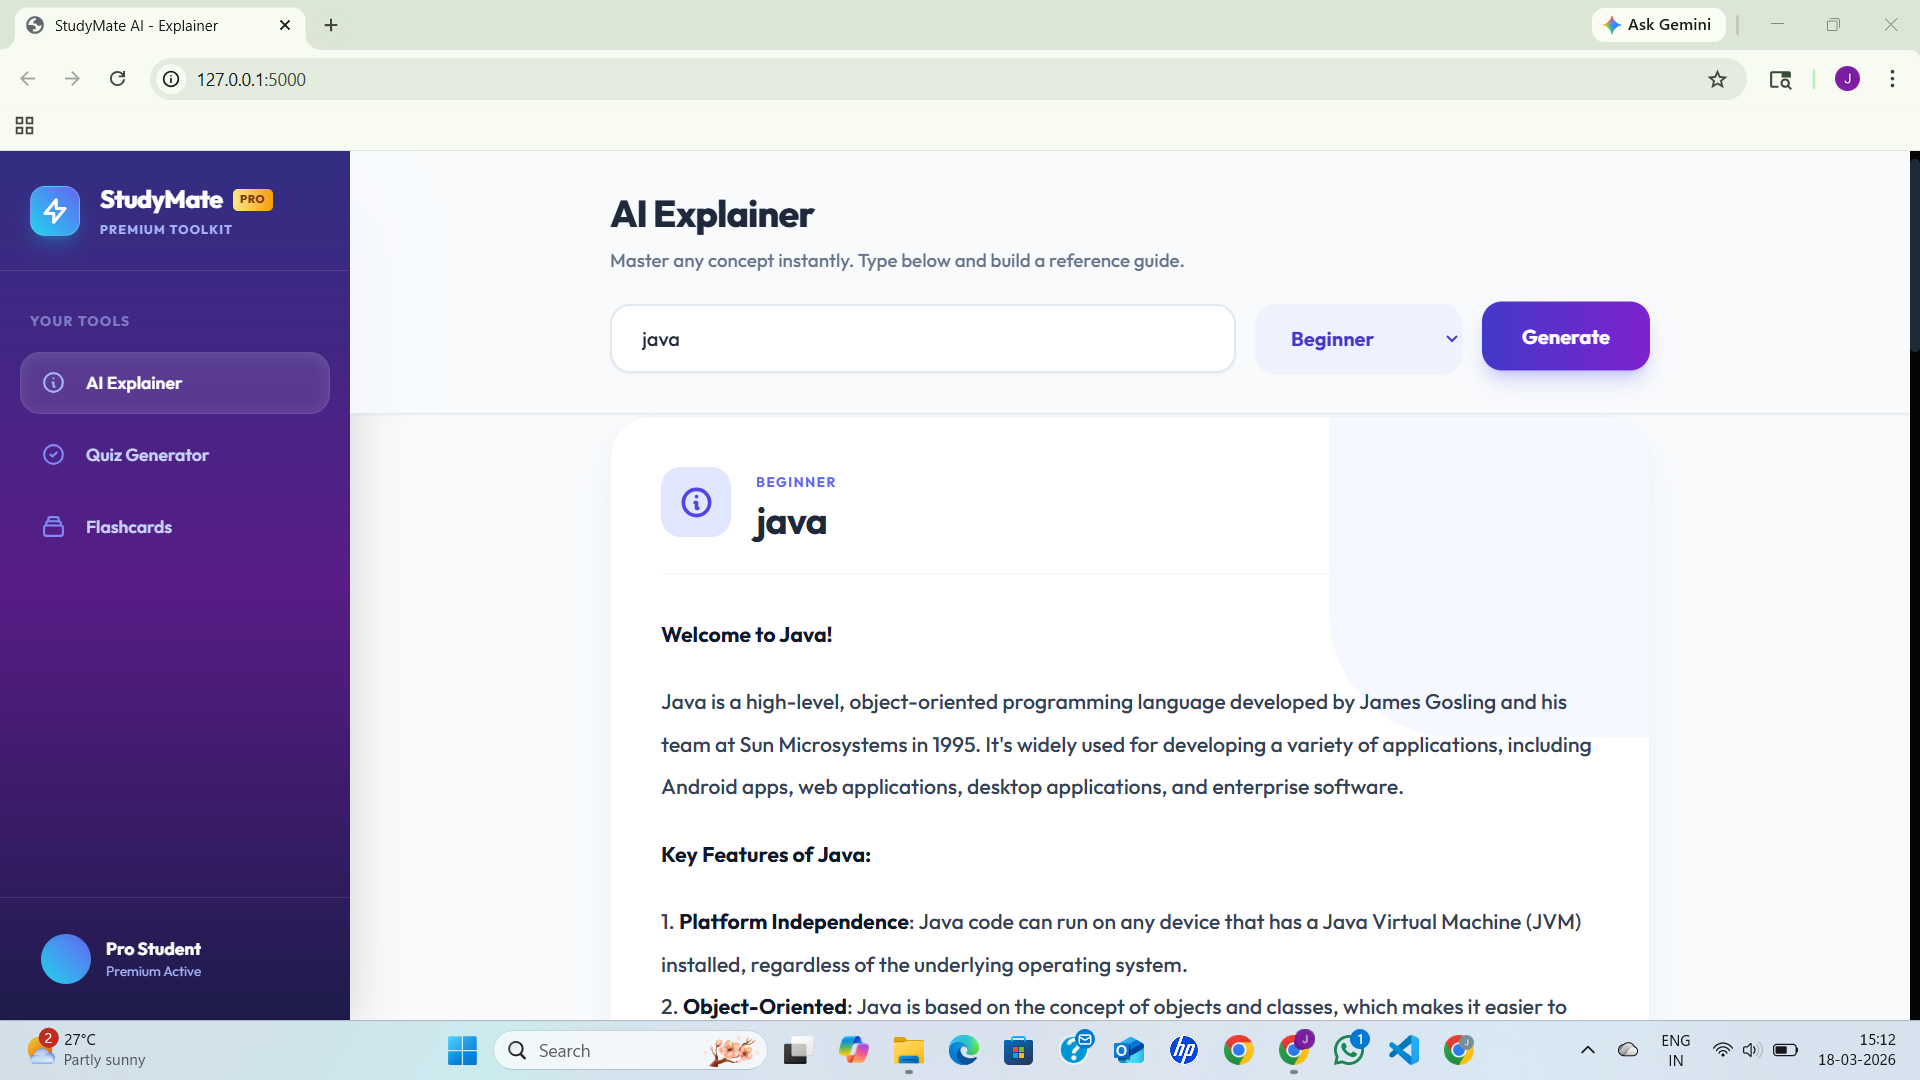 StudyMate AI - Explainer
Ask Gemini
127.0.0.1:5000
J
StudyMate PRO
PREMIUM TOOLKIT
YOUR TOOLS
AI Explainer
Quiz Generator
Flashcards
Pro Student
Premium Active
AI Explainer
Master any concept instantly. Type below and build a reference guide.
java
Beginner
Generate
BEGINNER
java
Welcome to Java!
Java is a high-level, object-oriented programming language developed by James Gosling and his
team at Sun Microsystems in 1995. It's widely used for developing a variety of applications, including
Android apps, web applications, desktop applications, and enterprise software.
Key Features of Java:
1. Platform Independence: Java code can run on any device that has a Java Virtual Machine (JVM)
installed, regardless of the underlying operating system.
2. Object-Oriented: Java is based on the concept of objects and classes, which makes it easier to
2
27°C
Partly sunny
Search
hp
J
1
J
ENG
IN
15:12
18-03-2026